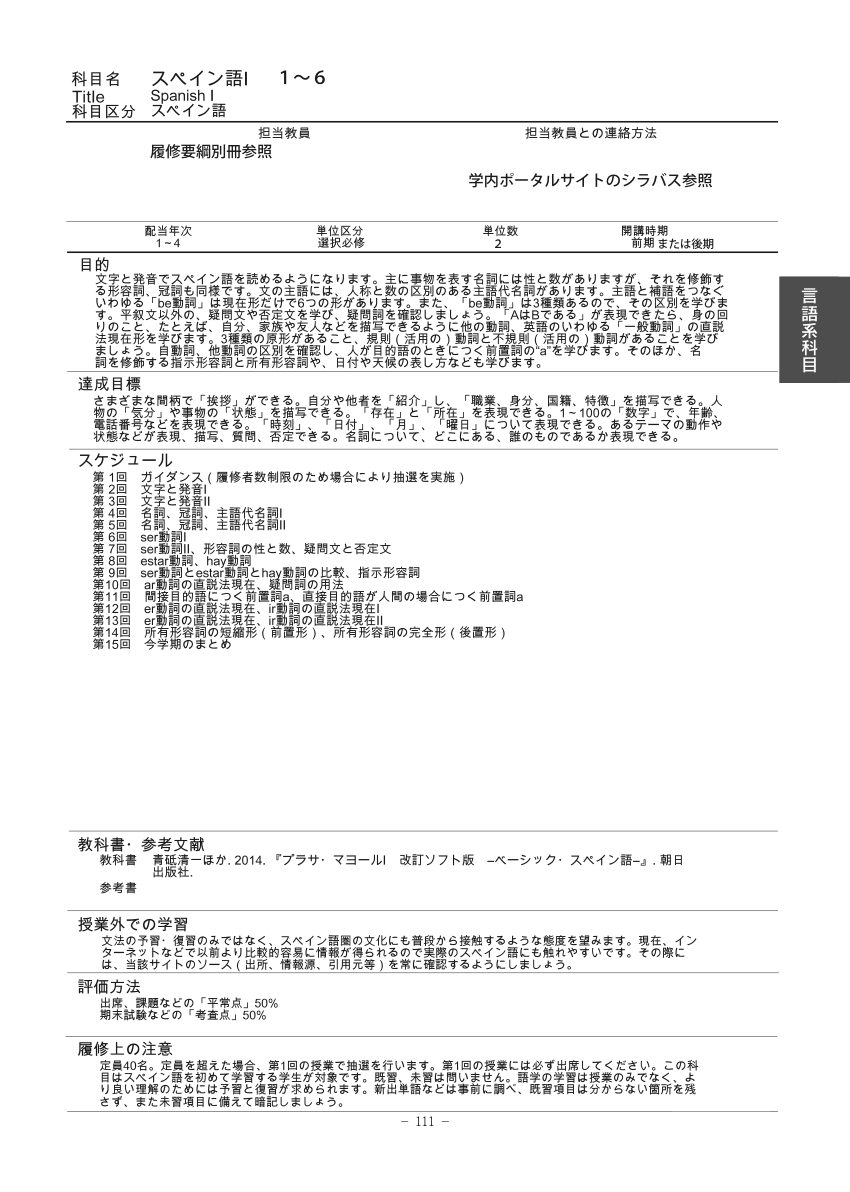 科目名 スペイン語I 1～6
Title Spanish I
科目区分 スペイン語
担当教員 担当教員との連絡方法
履修要綱別冊参照
学内ポータルサイトのシラバス参照
配当年次 単位区分 単位数 開講時期
1~4 選択必修 2 前期 または後期
目的
文字と発音でスペイン語を読めるようになります。主に事物を表す名詞には性と数がありますが、それを修飾す
る形容詞、冠詞も同様です。文の主語には、人称と数の区別のある主語代名詞があります。主語と補語をつなぐ
いわゆる「be動詞」は現在形だけで6つの形があります。また、「be動詞」は3種類あるので、その区別を学びま
す。平叙文以外の、疑問文や否定文を学び、疑問詞を確認しましょう。「AはBである」が表現できたら、身の回
りのこと、たとえば、自分、家族や友人などを描写できるように他の動詞、英語のいわゆる「一般動詞」の直説
法現在形を学びます。3種類の原形があること、規則（活用の）動詞と不規則（活用の）動詞があることを学び
ましょう。自動詞、他動詞の区別を確認し、人が目的語のときにつく前置詞の“a”を学びます。そのほか、名
詞を修飾する指示形容詞と所有形容詞や、日付や天候の表し方なども学びます。
言語系科目
達成目標
さまざまな間柄で「挨拶」ができる。自分や他者を「紹介」し、「職業、身分、国籍、特徴」を描写できる。人
物の「気分」や事物の「状態」を描写できる。「存在」と「所在」を表現できる。1~100の「数字」で、年齢、
電話番号などを表現できる。「時刻」、「日付」、「月」、「曜日」について表現できる。あるテーマの動作や
状態などが表現、描写、質問、否定できる。名詞について、どこにある、誰のものであるか表現できる。
スケジュール
第 1回 ガイダンス（履修者数制限のため場合により抽選を実施）
第 2回 文字と発音I
第 3回 文字と発音II
第 4回 名詞、冠詞、主語代名詞I
第 5回 名詞、冠詞、主語代名詞II
第 6回 ser動詞I
第 7回 ser動詞II、形容詞の性と数、疑問文と否定文
第 8回 estar動詞、hay動詞
第 9回 ser動詞とestar動詞とhay動詞の比較、指示形容詞
第10回 ar動詞の直説法現在、疑問詞の用法
第11回 間接目的語につく前置詞a、直接目的語が人間の場合につく前置詞a
第12回 er動詞の直説法現在、ir動詞の直説法現在I
第13回 er動詞の直説法現在、ir動詞の直説法現在II
第14回 所有形容詞の短縮形（前置形）、所有形容詞の完全形（後置形）
第15回 今学期のまとめ
教科書・参考文献
教科書 青砥清一ほか. 2014. 『プラサ・マヨールI 改訂ソフト版 –ベーシック・スペイン語–』. 朝日
出版社.
参考書
授業外での学習
文法の予習・復習のみではなく、スペイン語圏の文化にも普段から接触するような態度を望みます。現在、イン
ターネットなどで以前より比較的容易に情報が得られるので実際のスペイン語にも触れやすいです。その際に
は、当該サイトのソース（出所、情報源、引用元等）を常に確認するようにしましょう。
評価方法
出席、課題などの「平常点」50%
期末試験などの「考査点」50%
履修上の注意
定員40名。定員を超えた場合、第1回の授業で抽選を行います。第1回の授業には必ず出席してください。この科
目はスペイン語を初めて学習する学生が対象です。既習、未習は問いません。語学の学習は授業のみでなく、よ
り良い理解のためには予習と復習が求められます。新出単語などは事前に調べ、既習項目は分からない箇所を残
さず、また未習項目に備えて暗記しましょう。
– 111 –